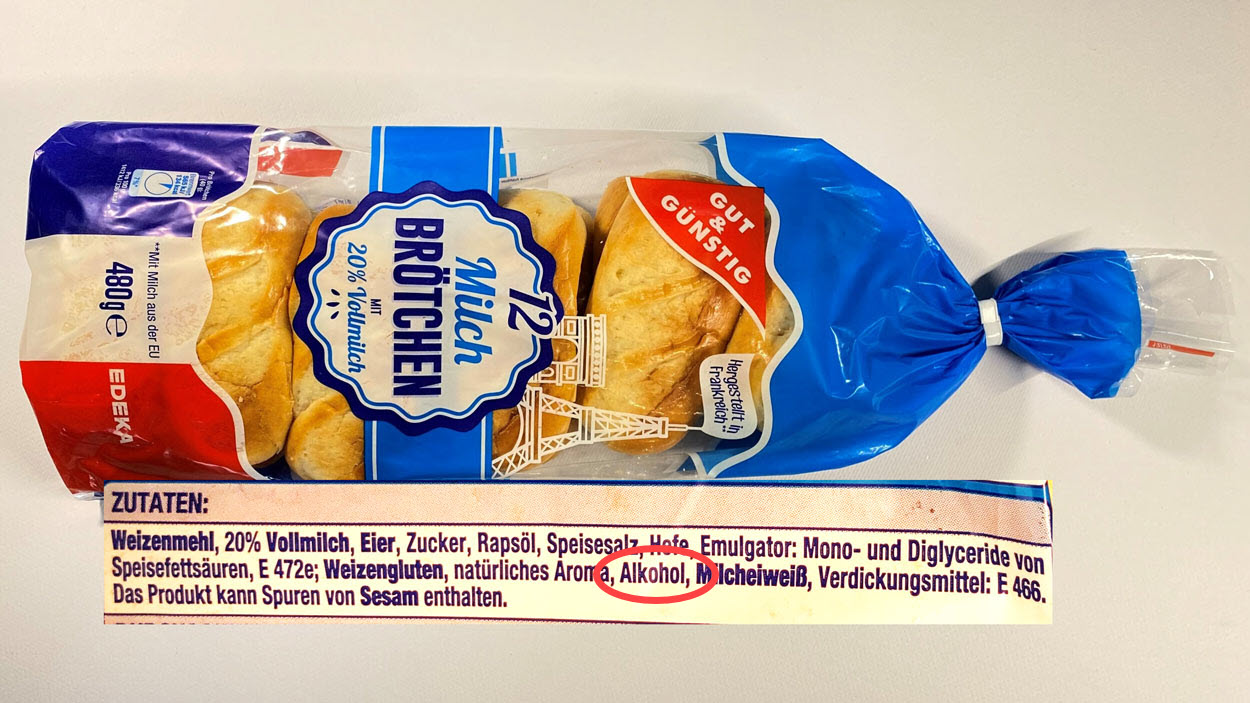 12
Milch
BRÖTCHEN
MIT
20% Vollmilch
GUT
&
GÜNSTIG
Hergestellt in
Frankreich**
**Mit Milch aus der EU
480g e
EDEKA
ZUTATEN:
Weizenmehl, 20% Vollmilch, Eier, Zucker, Rapsöl, Speisesalz, Hefe, Emulgator: Mono- und Diglyceride von
Speisefettsäuren, E 472e; Weizengluten, natürliches Aroma, Alkohol, Milcheiweiß, Verdickungsmittel: E 466.
Das Produkt kann Spuren von Sesam enthalten.